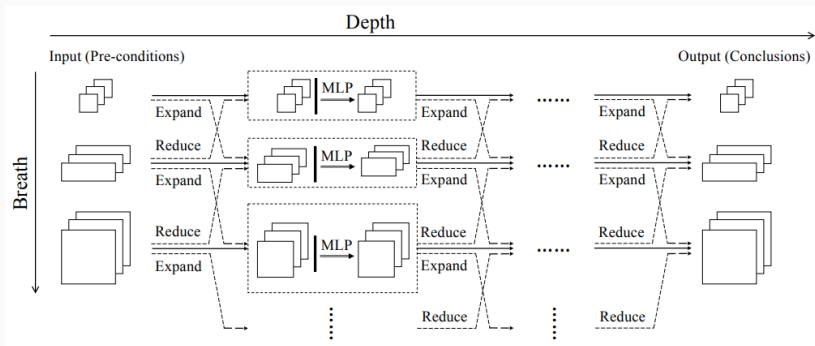 Depth
Input (Pre-conditions)
Output (Conclusions)
Breath
MLP
Expand
Expand
Expand
Reduce
Reduce
Reduce
MLP
Expand
Expand
Expand
Reduce
Reduce
Reduce
MLP
Expand
Expand
Reduce
Reduce